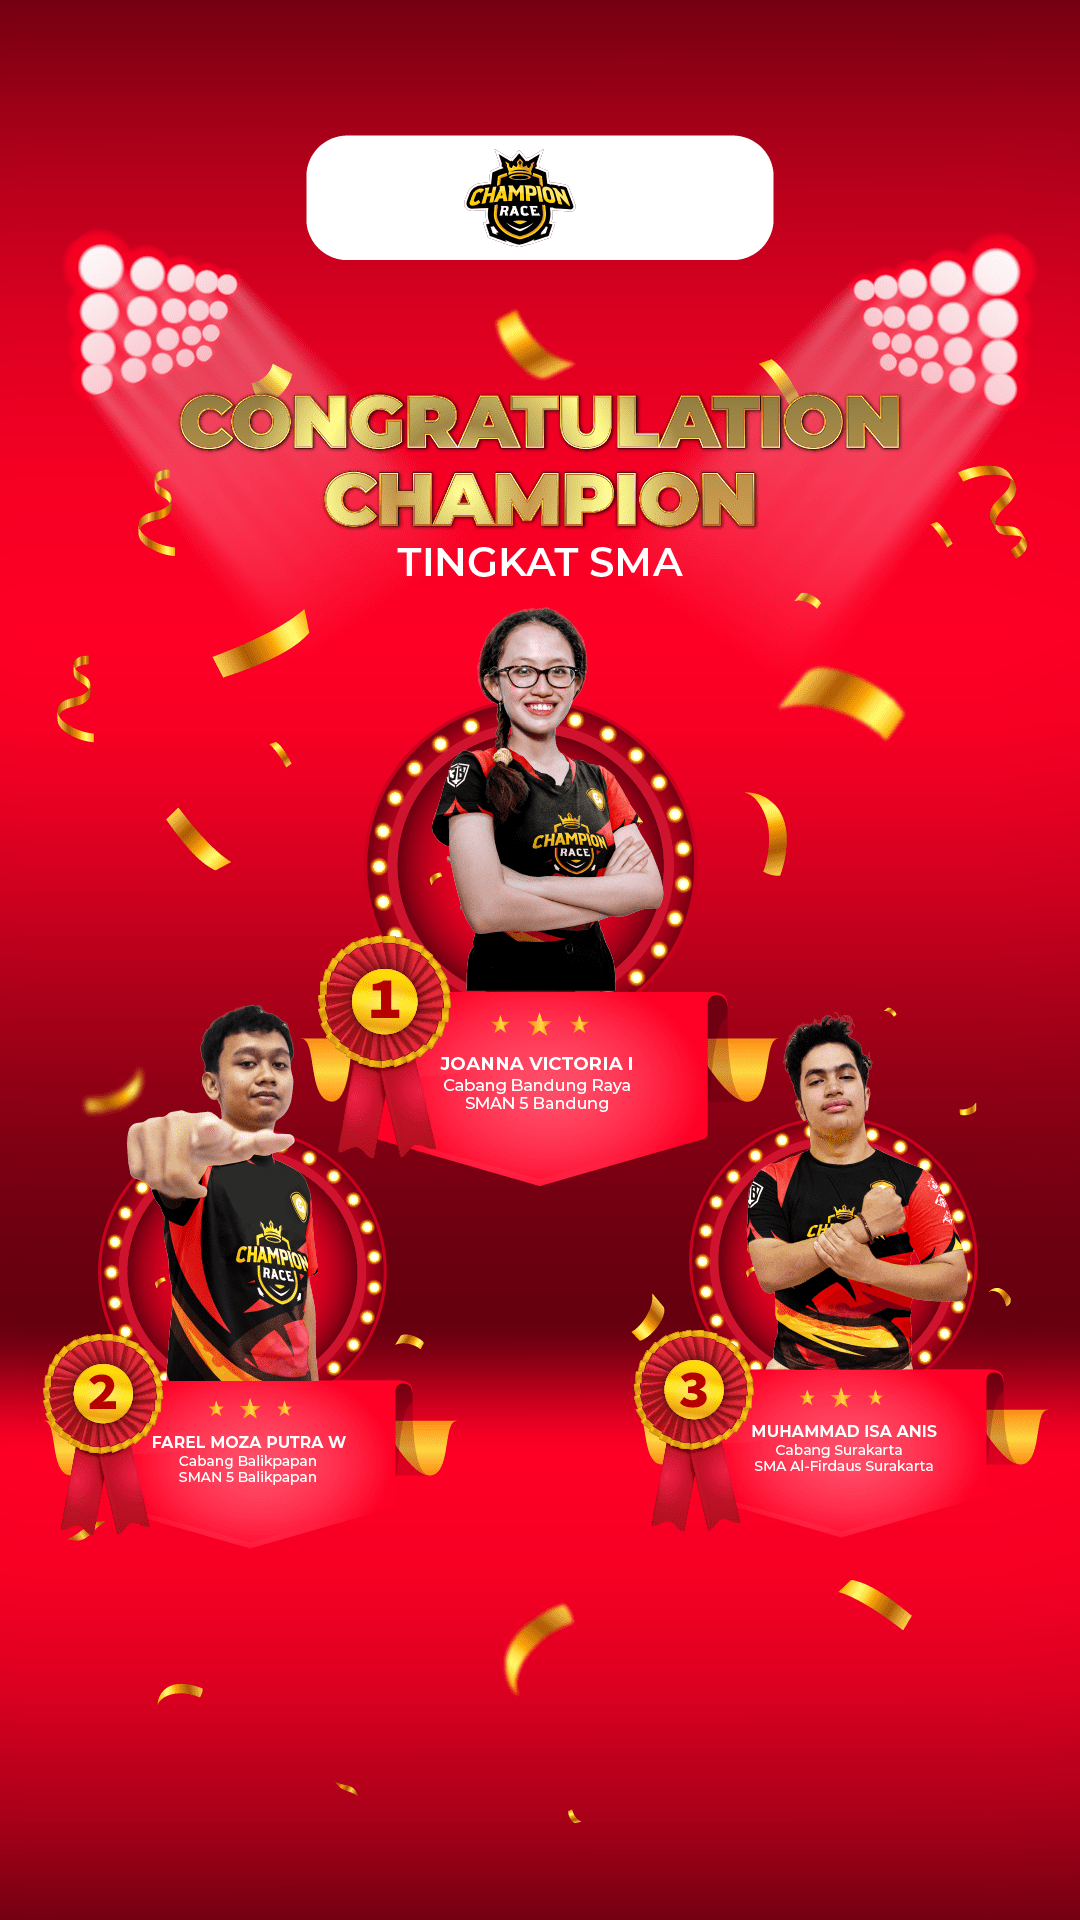 CHAMPION
RACE
CONGRATULATION
CHAMPION
TINGKAT SMA
CHAMPION
RACE
1
JOANNA VICTORIA I
Cabang Bandung Raya
SMAN 5 Bandung
CHAMPION
RACE
2
FAREL MOZA PUTRA W
Cabang Balikpapan
SMAN 5 Balikpapan
3
MUHAMMAD ISA ANIS
Cabang Surakarta
SMA Al-Firdaus Surakarta